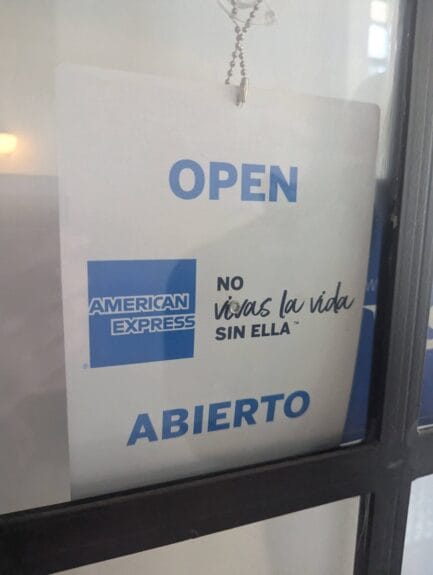 OPEN
AMERICAN
EXPRESS
®
NO
vivas la vida
SIN ELLA™
ABIERTO